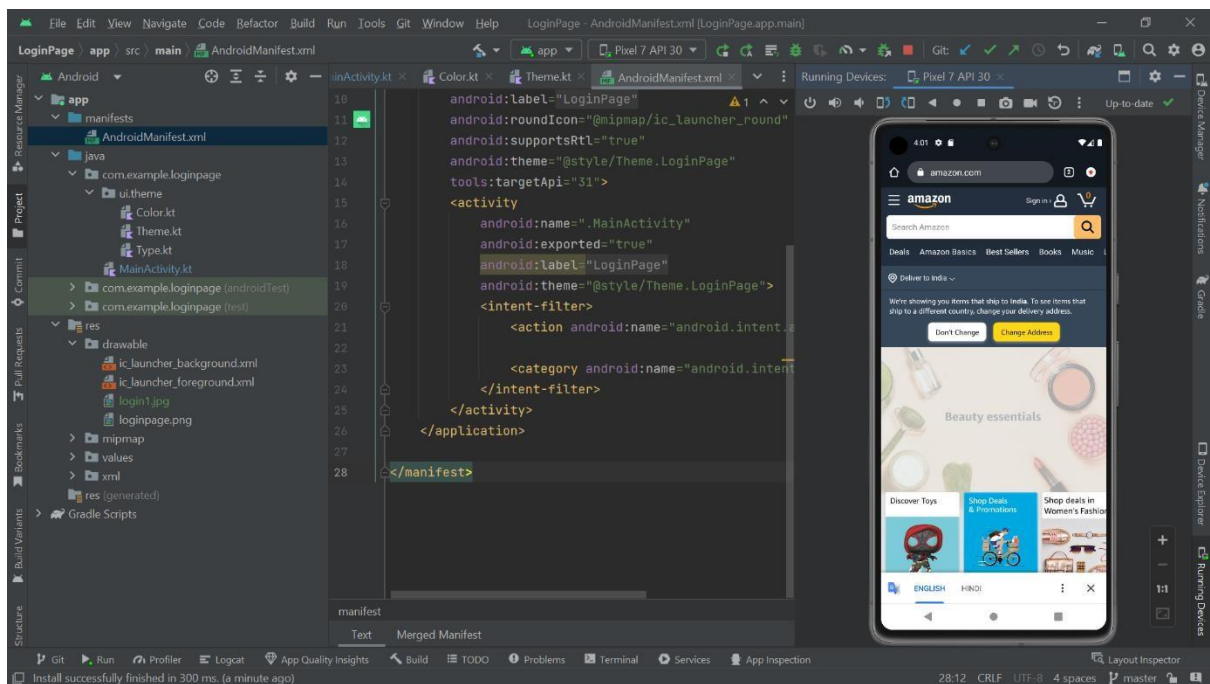 File Edit View Navigate Code Refactor Build Run Tools Git Window Help LoginPage - AndroidManifest.xml [LoginPage.app.main]
LoginPage app src main AndroidManifest.xml
app Pixel 7 API 30 Git:
Resource Manager
Project
Commit
Pull Requests
Bookmarks
Build Variants
Structure
Android
app
manifests
AndroidManifest.xml
java
com.example.loginpage
ui.theme
Color.kt
Theme.kt
Type.kt
MainActivity.kt
com.example.loginpage (androidTest)
com.example.loginpage (test)
res
drawable
ic_launcher_background.xml
ic_launcher_foreground.xml
login1.jpg
loginpage.png
mipmap
values
xml
res (generated)
Gradle Scripts
inActivity.kt Color.kt Theme.kt AndroidManifest.xml
1
10 android:label="LoginPage"
11 android:roundIcon="@mipmap/ic_launcher_round"
12 android:supportsRtl="true"
13 android:theme="@style/Theme.LoginPage"
14 tools:targetApi="31">
15 <activity
16 android:name=".MainActivity"
17 android:exported="true"
18 android:label="LoginPage"
19 android:theme="@style/Theme.LoginPage">
20 <intent-filter>
21 <action android:name="android.intent.a
22
23 <category android:name="android.intent
24 </intent-filter>
25 </activity>
26 </application>
27
28 </manifest>
manifest
Text Merged Manifest
Running Devices: Pixel 7 API 30
Up-to-date
4:01
amazon.com
3
amazon
Sign in ›
0
Search Amazon
Deals Amazon Basics Best Sellers Books Music
Deliver to India
We're showing you items that ship to India. To see items that
ship to a different country, change your delivery address.
Don't Change Change Address
Beauty essentials
Discover Toys
Shop Deals
& Promotions
Shop deals in
Women's Fashion
ENGLISH HINDI
1:1
Device Manager
Notifications
Gradle
Device Explorer
Running Devices
Git Run Profiler Logcat App Quality Insights Build TODO Problems Terminal Services App Inspection Layout Inspector
Install successfully finished in 300 ms. (a minute ago) 28:12 CRLF UTF-8 4 spaces master